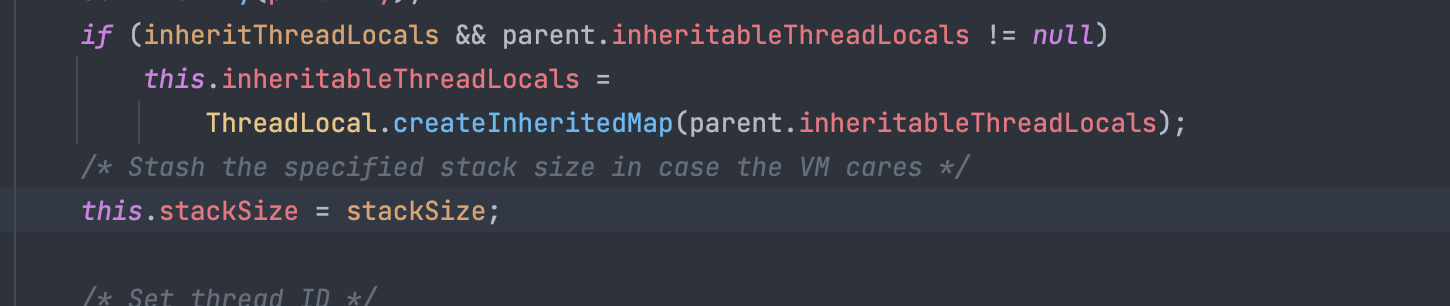 if (inheritThreadLocals && parent.inheritableThreadLocals != null)
this.inheritableThreadLocals =
ThreadLocal.createInheritedMap(parent.inheritableThreadLocals);
/* Stash the specified stack size in case the VM cares */
this.stackSize = stackSize;
/* Set thread ID */